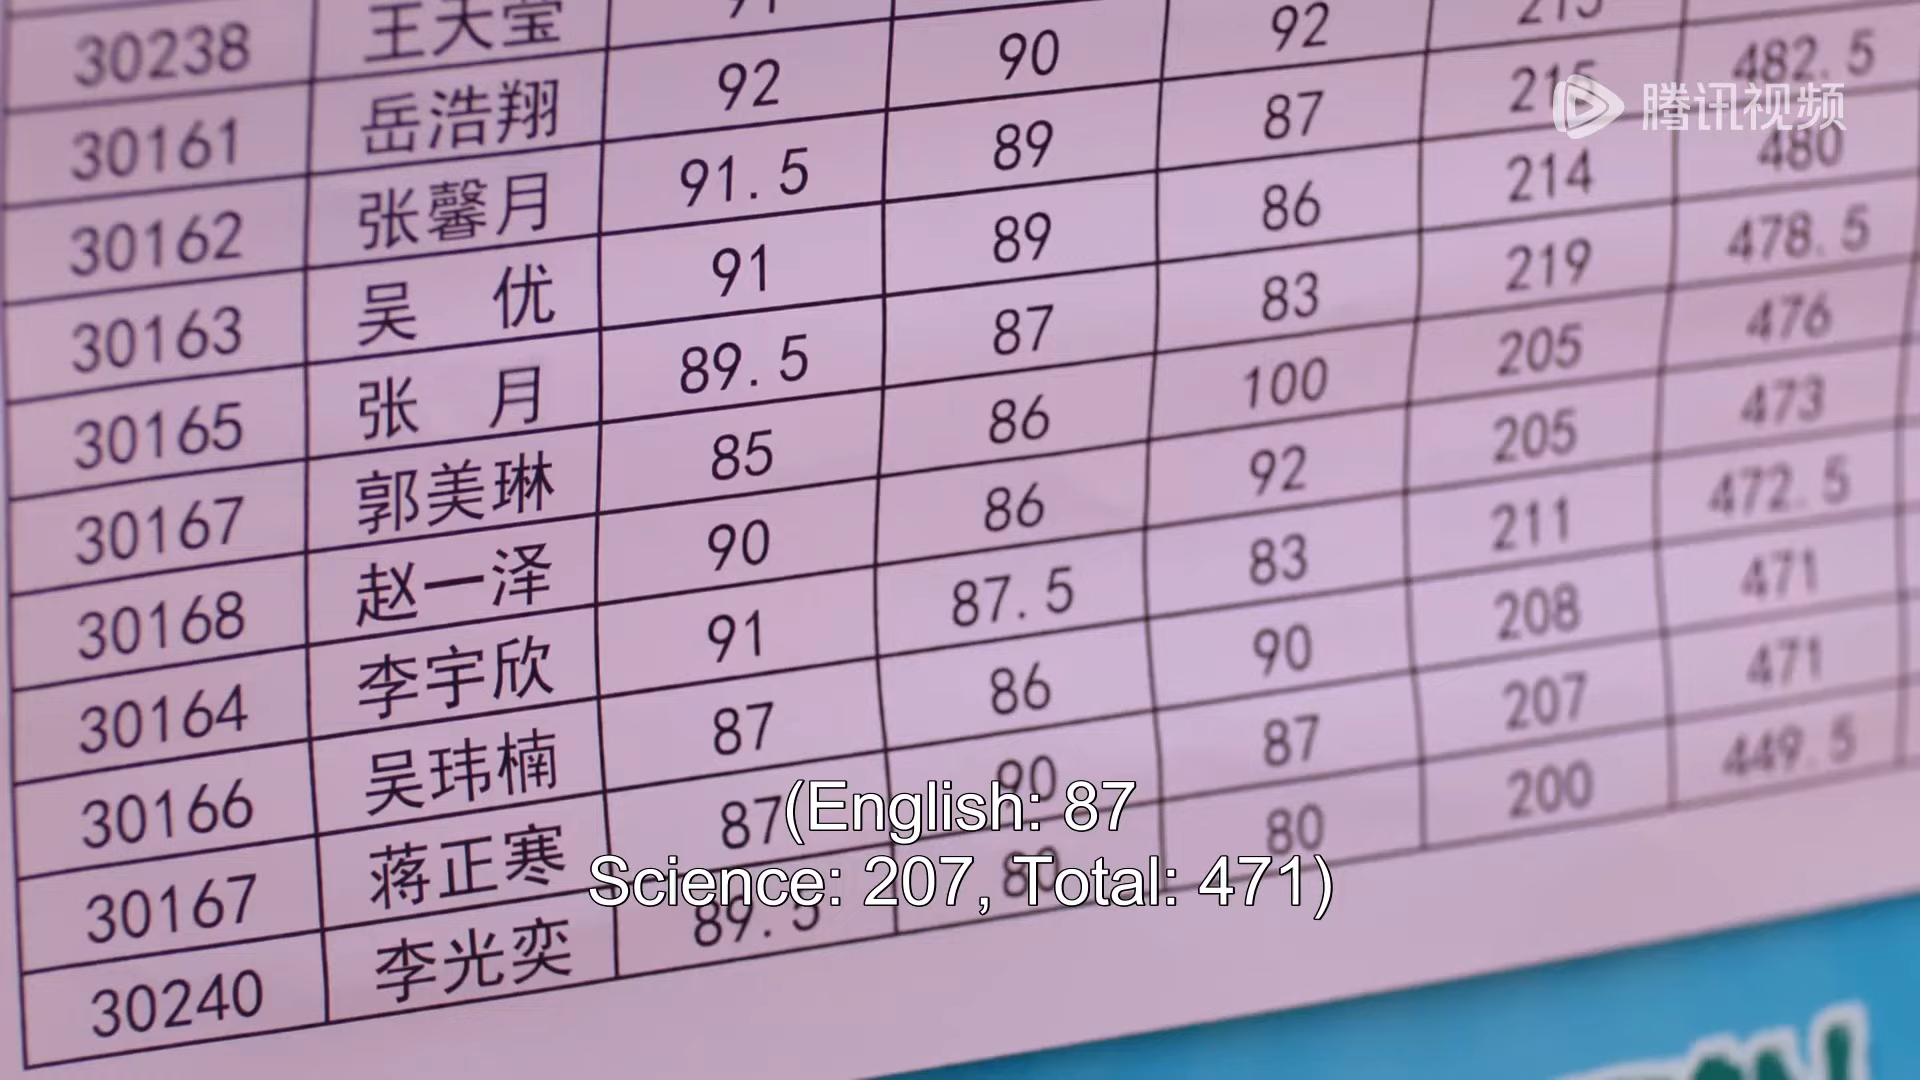 30238 王天莹
30161 岳浩翔 92 90 92
30162 张馨月 91.5 89 87 215 482.5
30163 吴 优 91 89 86 214 480
30165 张 月 89.5 87 83 219 478.5
30167 郭美琳 85 86 100 205 476
30168 赵一泽 90 86 92 205 473
30164 李宇欣 91 87.5 83 211 472.5
30166 吴玮楠 87 86 90 208 471
30167 蒋正寒 87 90 87 207 471
30240 李光奕 89.5 80 80 200 449.5
腾讯视频
(English: 87
Science: 207, Total: 471)